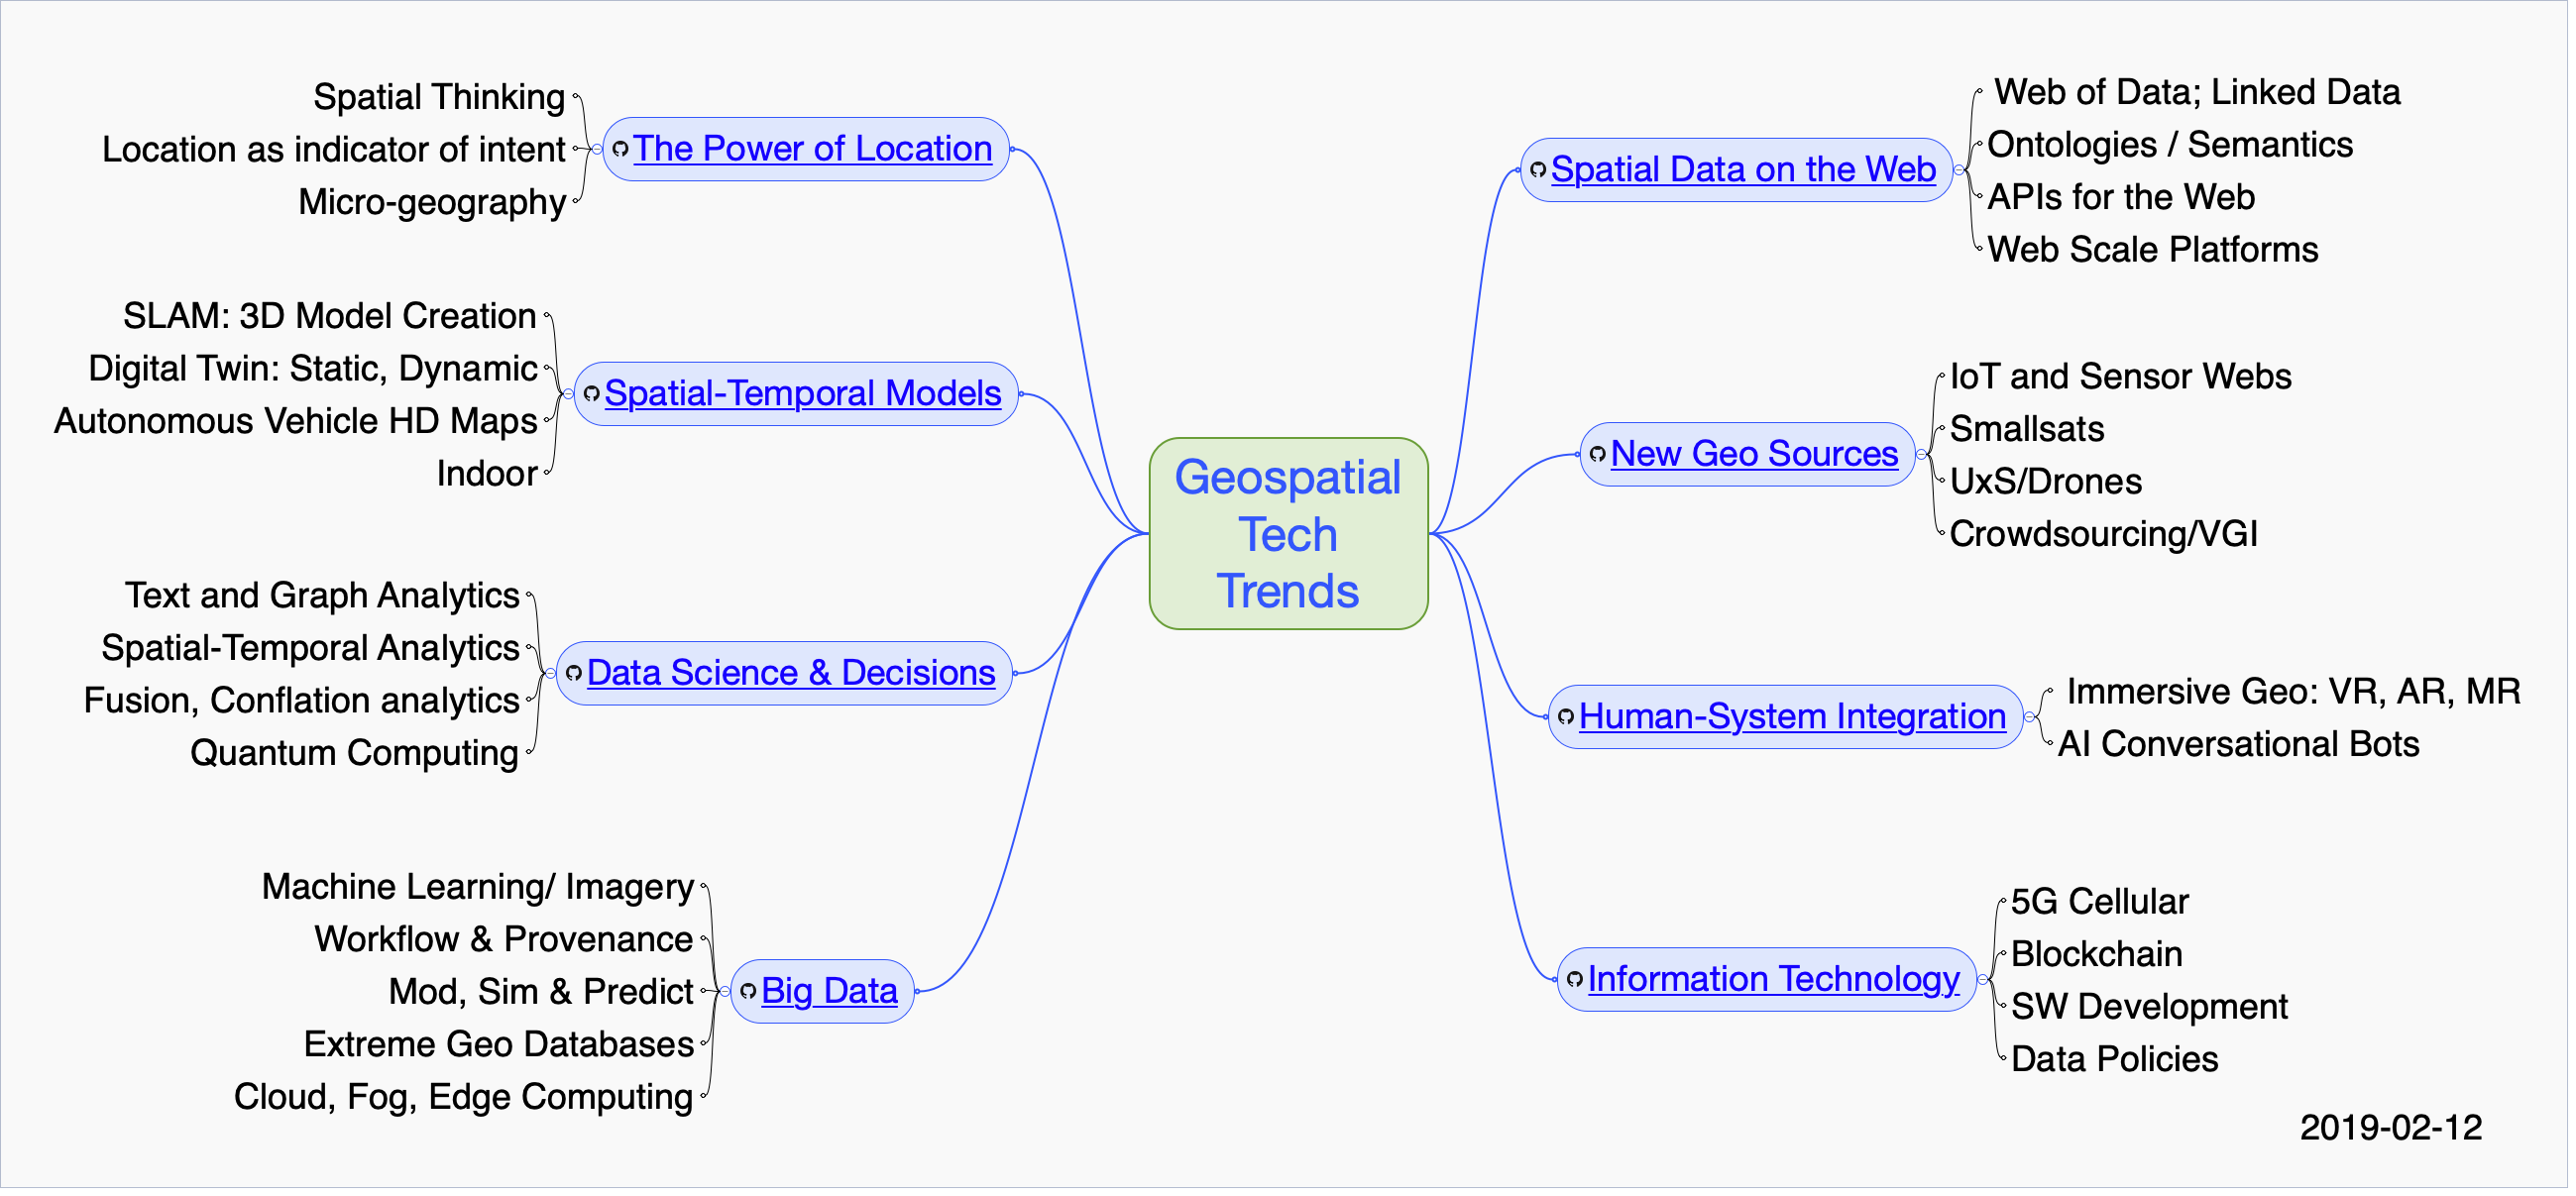 Geospatial
Tech
Trends
The Power of Location
Spatial Thinking
Location as indicator of intent
Micro-geography
Spatial-Temporal Models
SLAM: 3D Model Creation
Digital Twin: Static, Dynamic
Autonomous Vehicle HD Maps
Indoor
Data Science & Decisions
Text and Graph Analytics
Spatial-Temporal Analytics
Fusion, Conflation analytics
Quantum Computing
Big Data
Machine Learning/ Imagery
Workflow & Provenance
Mod, Sim & Predict
Extreme Geo Databases
Cloud, Fog, Edge Computing
Spatial Data on the Web
Web of Data; Linked Data
Ontologies / Semantics
APIs for the Web
Web Scale Platforms
New Geo Sources
IoT and Sensor Webs
Smallsats
UxS/Drones
Crowdsourcing/VGI
Human-System Integration
Immersive Geo: VR, AR, MR
AI Conversational Bots
Information Technology
5G Cellular
Blockchain
SW Development
Data Policies
2019-02-12